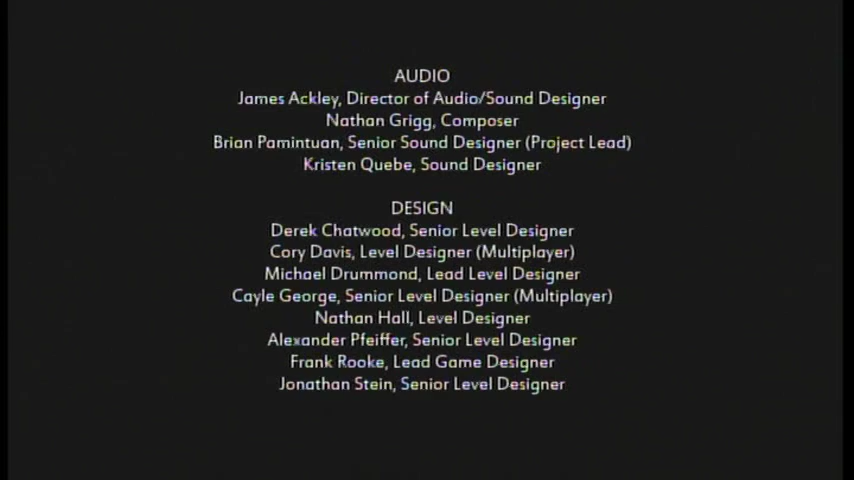 AUDIO
James Ackley, Director of Audio/Sound Designer
Nathan Grigg, Composer
Brian Pamintuan, Senior Sound Designer (Project Lead)
Kristen Quebe, Sound Designer
DESIGN
Derek Chatwood, Senior Level Designer
Cory Davis, Level Designer (Multiplayer)
Michael Drummond, Lead Level Designer
Cayle George, Senior Level Designer (Multiplayer)
Nathan Hall, Level Designer
Alexander Pfeiffer, Senior Level Designer
Frank Rooke, Lead Game Designer
Jonathan Stein, Senior Level Designer